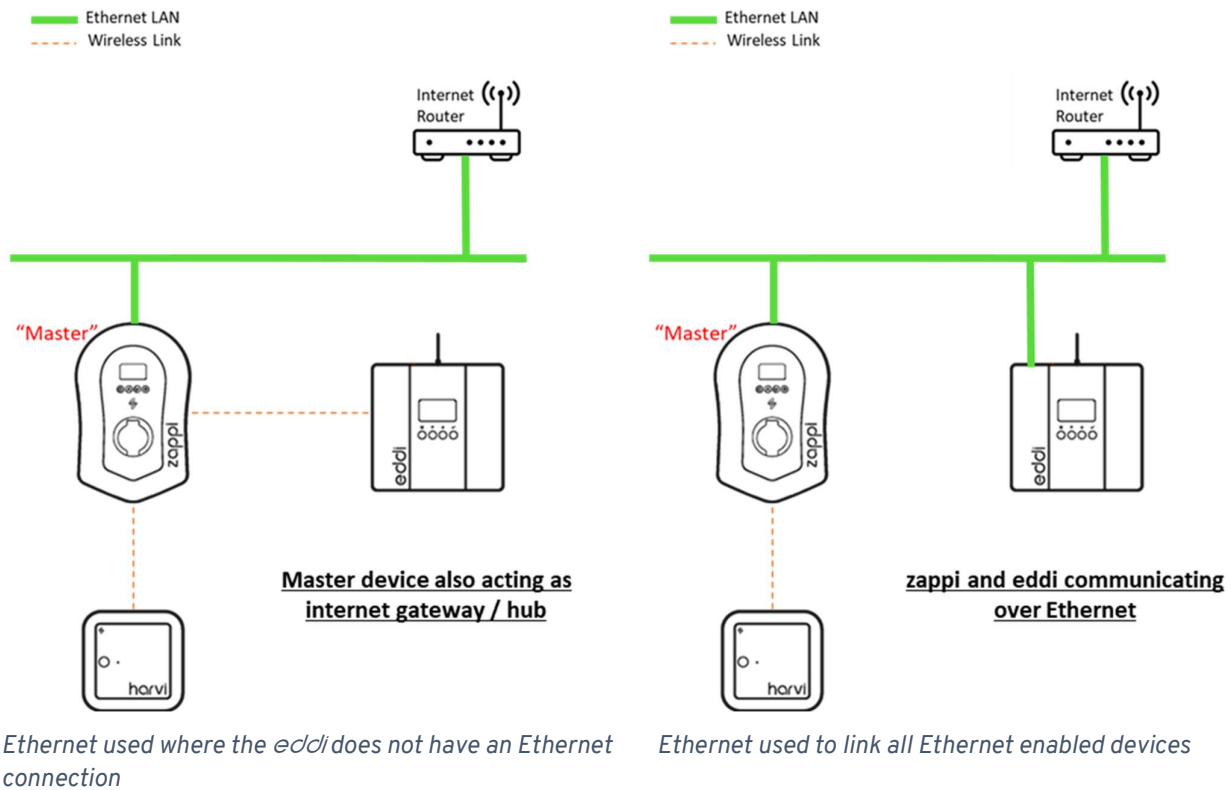 Ethernet LAN
Wireless Link
Internet
Router
“Master”
zappi
eddi
harvi
Master device also acting as
internet gateway / hub
Ethernet used where the eddi does not have an Ethernet
connection
Ethernet LAN
Wireless Link
Internet
Router
“Master”
zappi
eddi
harvi
zappi and eddi communicating
over Ethernet
Ethernet used to link all Ethernet enabled devices